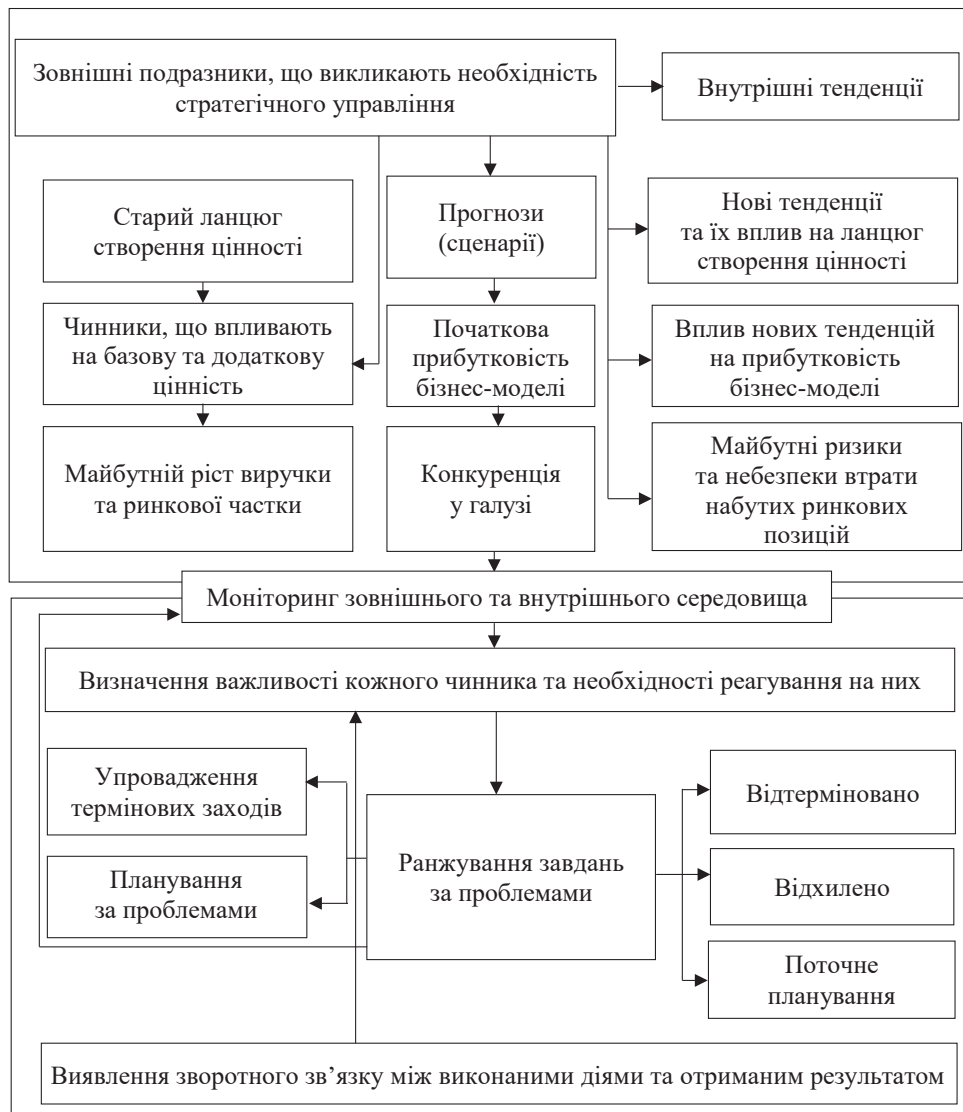 Зовнішні подразники, що викликають необхідність
стратегічного управління
Внутрішні тенденції
Старий ланцюг
створення цінності
Прогнози
(сценарії)
Нові тенденції
та їх вплив на ланцюг
створення цінності
Чинники, що впливають
на базову та додаткову
цінність
Початкова
прибутковість
бізнес-моделі
Вплив нових тенденцій
на прибутковість
бізнес-моделі
Майбутній ріст виручки
та ринкової частки
Конкуренція
у галузі
Майбутні ризики
та небезпеки втрати
набутих ринкових
позицій
Моніторинг зовнішнього та внутрішнього середовища
Визначення важливості кожного чинника та необхідності реагування на них
Упровадження
термінових заходів
Планування
за проблемами
Ранжування завдань
за проблемами
Відтерміновано
Відхилено
Поточне
планування
Виявлення зворотного зв’язку між виконаними діями та отриманим результатом